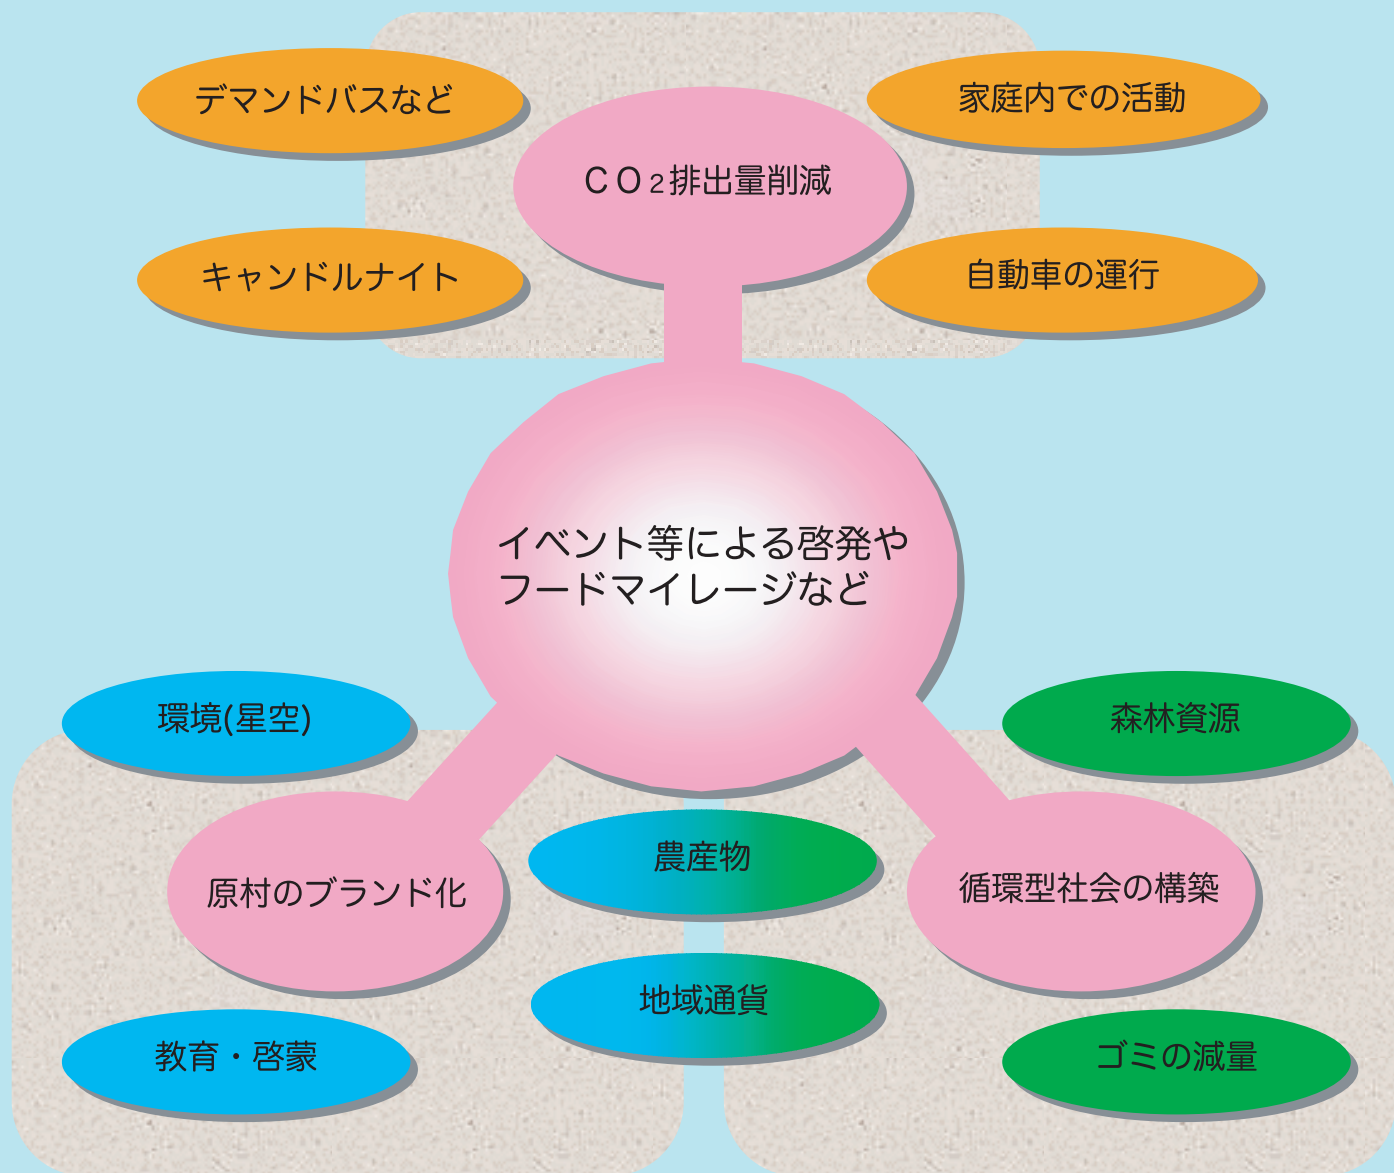 デマンドバスなど
家庭内での活動
ＣＯ２排出量削減
キャンドルナイト
自動車の運行
イベント等による啓発や
フードマイレージなど
環境(星空)
森林資源
農産物
原村のブランド化
循環型社会の構築
地域通貨
教育・啓蒙
ゴミの減量